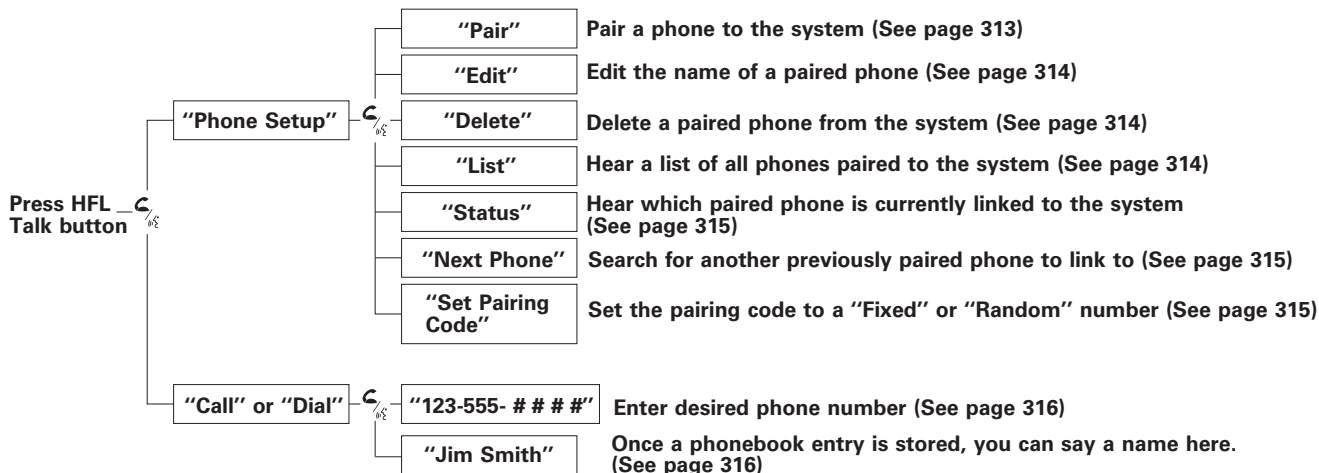 "Pair" Pair a phone to the system (See page 313)
"Edit" Edit the name of a paired phone (See page 314)
"Phone Setup" "Delete" Delete a paired phone from the system (See page 314)
"List" Hear a list of all phones paired to the system (See page 314)
Press HFL
Talk button
"Status" Hear which paired phone is currently linked to the system
(See page 315)
"Next Phone" Search for another previously paired phone to link to (See page 315)
"Set Pairing
Code" Set the pairing code to a "Fixed" or "Random" number (See page 315)
"Call" or "Dial" "123-555- # # # #" Enter desired phone number (See page 316)
"Jim Smith" Once a phonebook entry is stored, you can say a name here.
(See page 316)